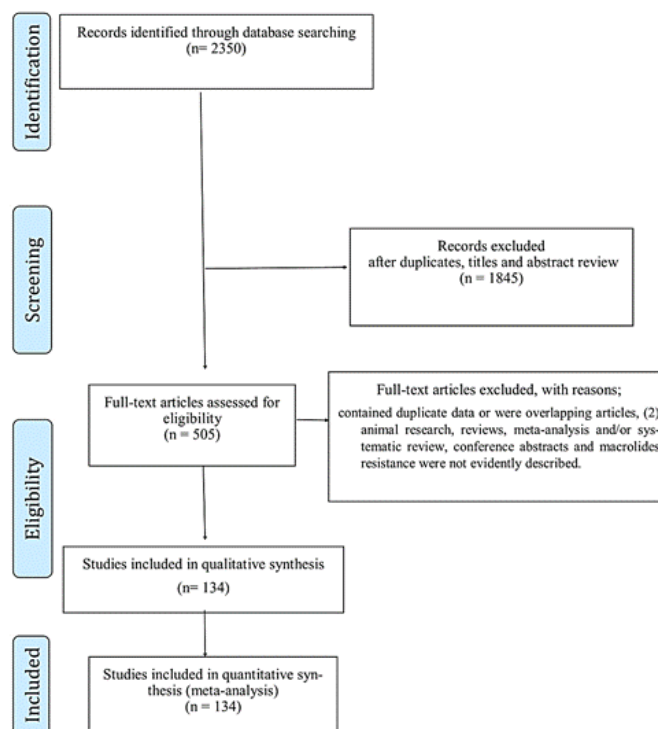 Identification
Records identified through database searching
(n= 2350)
Screening
Records excluded
after duplicates, titles and abstract review
(n = 1845)
Eligibility
Full-text articles assessed for
eligibility
(n = 505)
Full-text articles excluded, with reasons;
contained duplicate data or were overlapping articles, (2)
animal research, reviews, meta-analysis and/or sys-
tematic review, conference abstracts and macrolides
resistance were not evidently described.
Studies included in qualitative synthesis
(n= 134)
Included
Studies included in quantitative syn-
thesis (meta-analysis)
(n = 134)